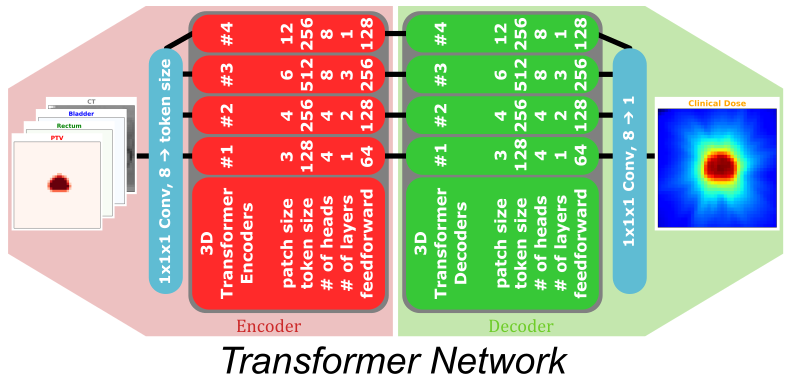 CT
Bladder
Rectum
PTV
1x1x1 Conv, 8 → token size
3D
Transformer
Encoders
patch size
token size
# of heads
# of layers
feedforward
#1
3
128
4
1
64
#2
4
256
4
2
128
#3
6
512
8
3
256
#4
12
256
8
1
128
Encoder
3D
Transformer
Decoders
patch size
token size
# of heads
# of layers
feedforward
#1
3
128
4
1
64
#2
4
256
4
2
128
#3
6
512
8
3
256
#4
12
256
8
1
128
Decoder
1x1x1 Conv, 8 → 1
Clinical Dose
Transformer Network